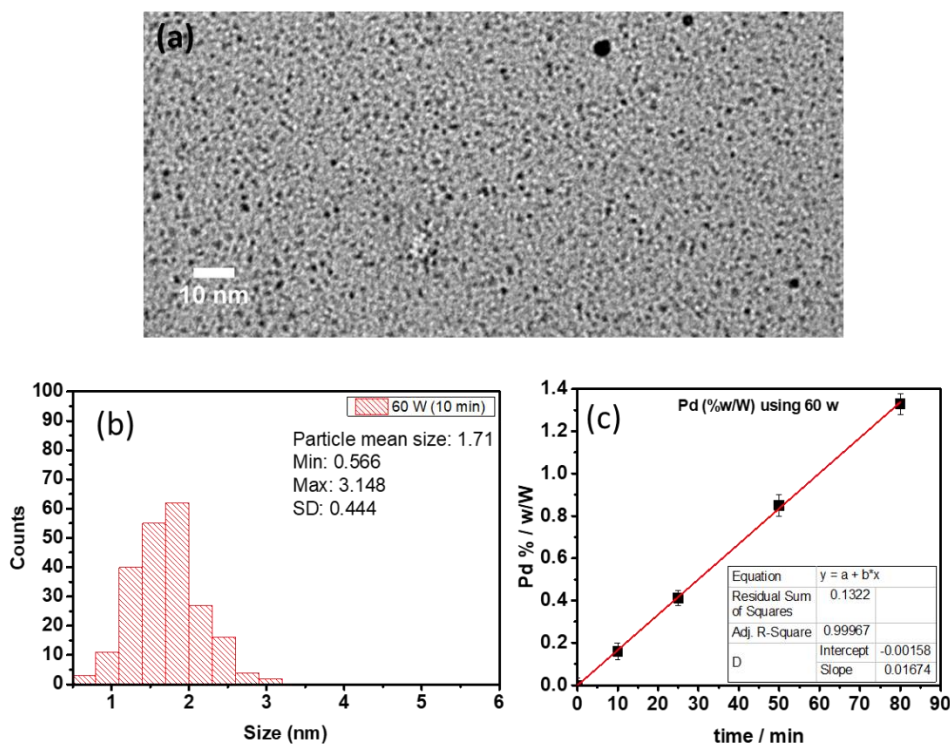 (a)
10 nm
(b)
60 W (10 min)
Particle mean size: 1.71
Min: 0.566
Max: 3.148
SD: 0.444
100
90
80
70
60
50
40
30
20
10
0
Counts
1 2 3 4 5 6
Size (nm)
(c)
Pd (%w/W) using 60 w
1.4
1.2
1.0
0.8
0.6
0.4
0.2
0.0
Pd % / w/W
Equation y = a + b*x
Residual Sum of Squares 0.1322
Adj. R-Square 0.99967
D Intercept -0.00158
Slope 0.01674
0 10 20 30 40 50 60 70 80 90
time / min